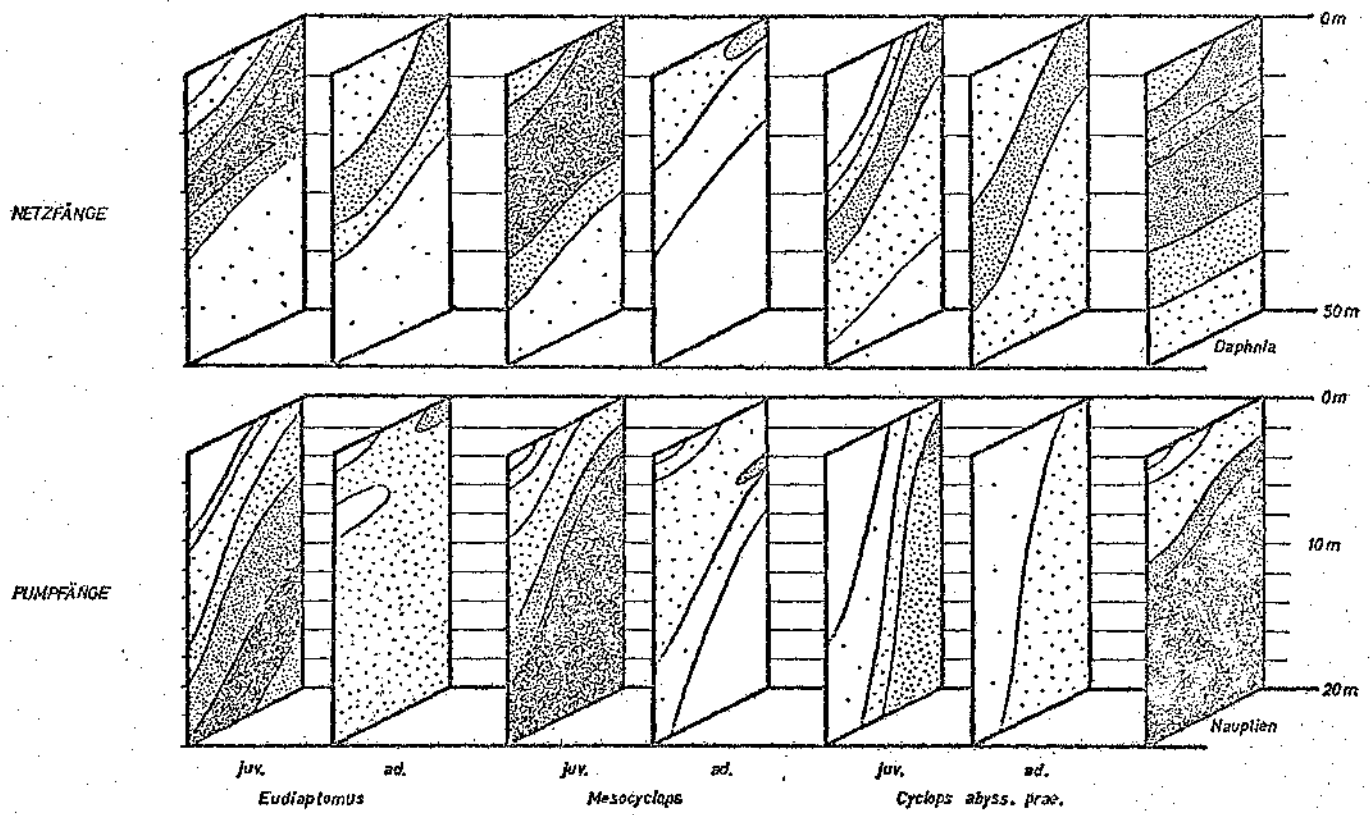 0m
NETZFÄNGE
50m
Daphnia
0m
10m
PUMPFÄNGE
20m
Nauplien
juv. ad. juv. ad. juv. ad.
Eudiaptomus Mesocyclops Cyclops abyss. prae.